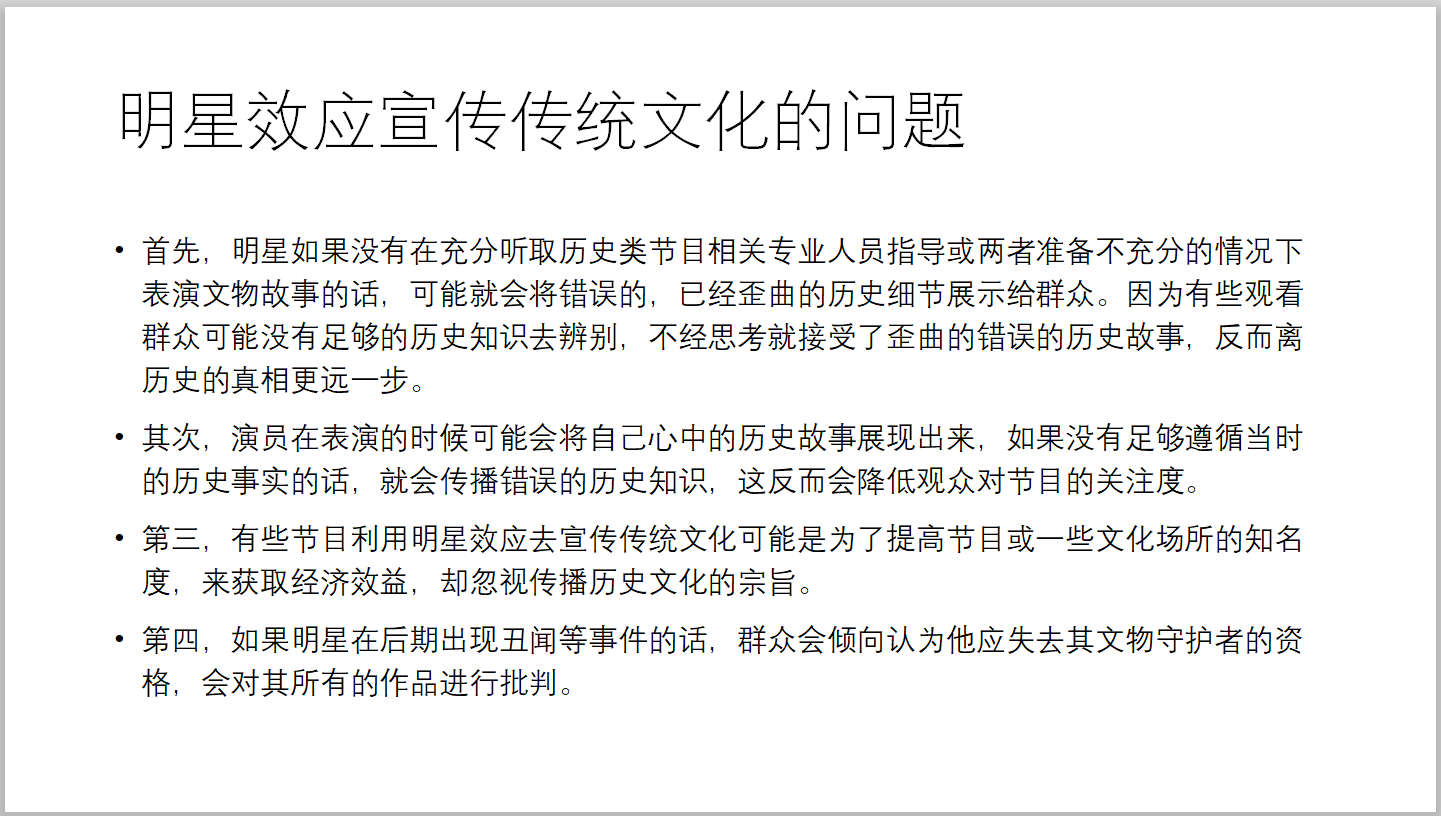 明星效应宣传传统文化的问题
• 首先，明星如果没有在充分听取历史类节目相关专业人员指导或两者准备不充分的情况下
表演文物故事的话，可能就会将错误的，已经歪曲的历史细节展示给群众。因为有些观看
群众可能没有足够的历史知识去辨别，不经思考就接受了歪曲的错误的历史故事，反而离
历史的真相更远一步。
• 其次，演员在表演的时候可能会将自己心中的历史故事展现出来，如果没有足够遵循当时
的历史事实的话，就会传播错误的历史知识，这反而会降低观众对节目的关注度。
• 第三，有些节目利用明星效应去宣传传统文化可能是为了提高节目或一些文化场所的知名
度，来获取经济效益，却忽视传播历史文化的宗旨。
• 第四，如果明星在后期出现丑闻等事件的话，群众会倾向认为他应失去其文物守护者的资
格，会对其所有的作品进行批判。